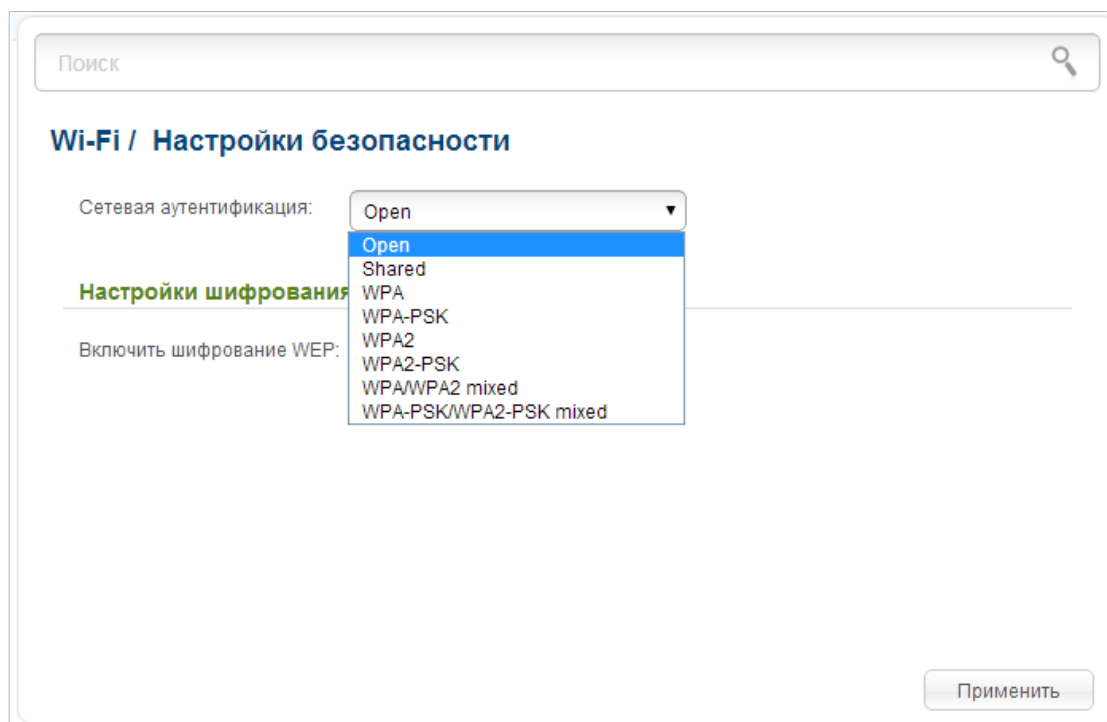 Поиск
Wi-Fi / Настройки безопасности
Сетевая аутентификация: Open
Open
Shared
Настройки шифрования
WPA
WPA-PSK
WPA2
Включить шифрование WEP:
WPA2-PSK
WPA/WPA2 mixed
WPA-PSK/WPA2-PSK mixed
Применить